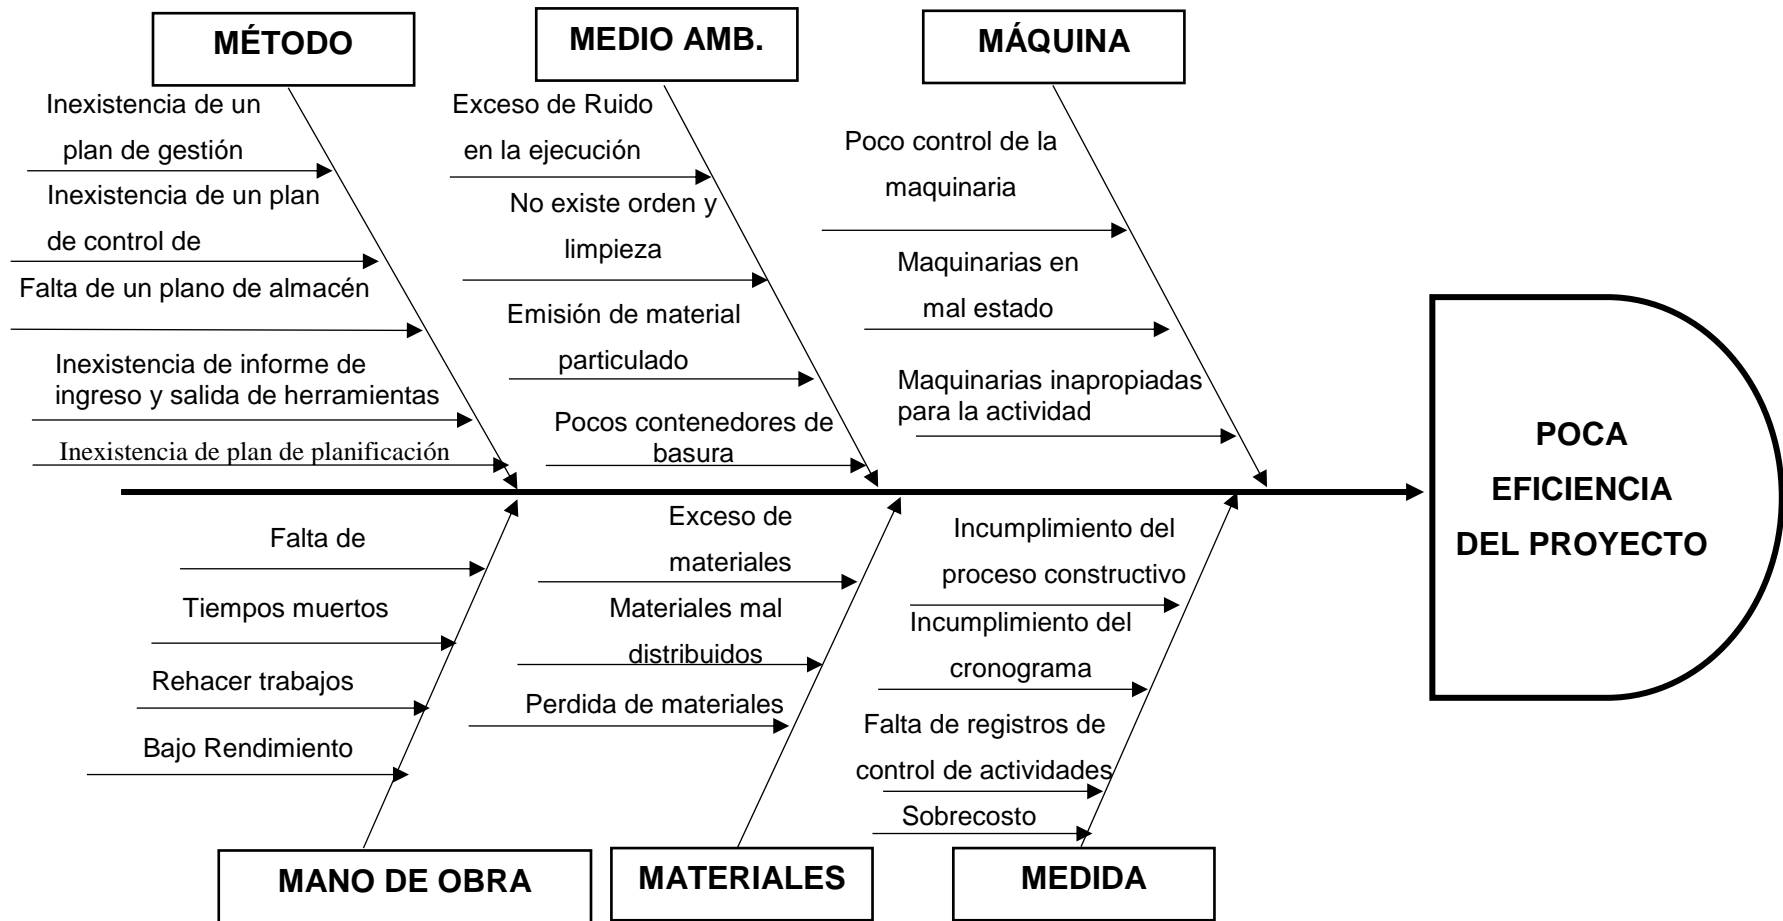 MÉTODO
Inexistencia de un
plan de gestión
Inexistencia de un plan
de control de
Falta de un plano de almacén
Inexistencia de informe de
ingreso y salida de herramientas
Inexistencia de plan de planificación
MEDIO AMB.
Exceso de Ruido
en la ejecución
No existe orden y
limpieza
Emisión de material
particulado
Pocos contenedores de
basura
MÁQUINA
Poco control de la
maquinaria
Maquinarias en
mal estado
Maquinarias inapropiadas
para la actividad
POCA
EFICIENCIA
DEL PROYECTO
Falta de
Tiempos muertos
Rehacer trabajos
Bajo Rendimiento
MANO DE OBRA
Exceso de
materiales
Materiales mal
distribuidos
Perdida de materiales
MATERIALES
Incumplimiento del
proceso constructivo
Incumplimiento del
cronograma
Falta de registros de
control de actividades
Sobrecosto
MEDIDA